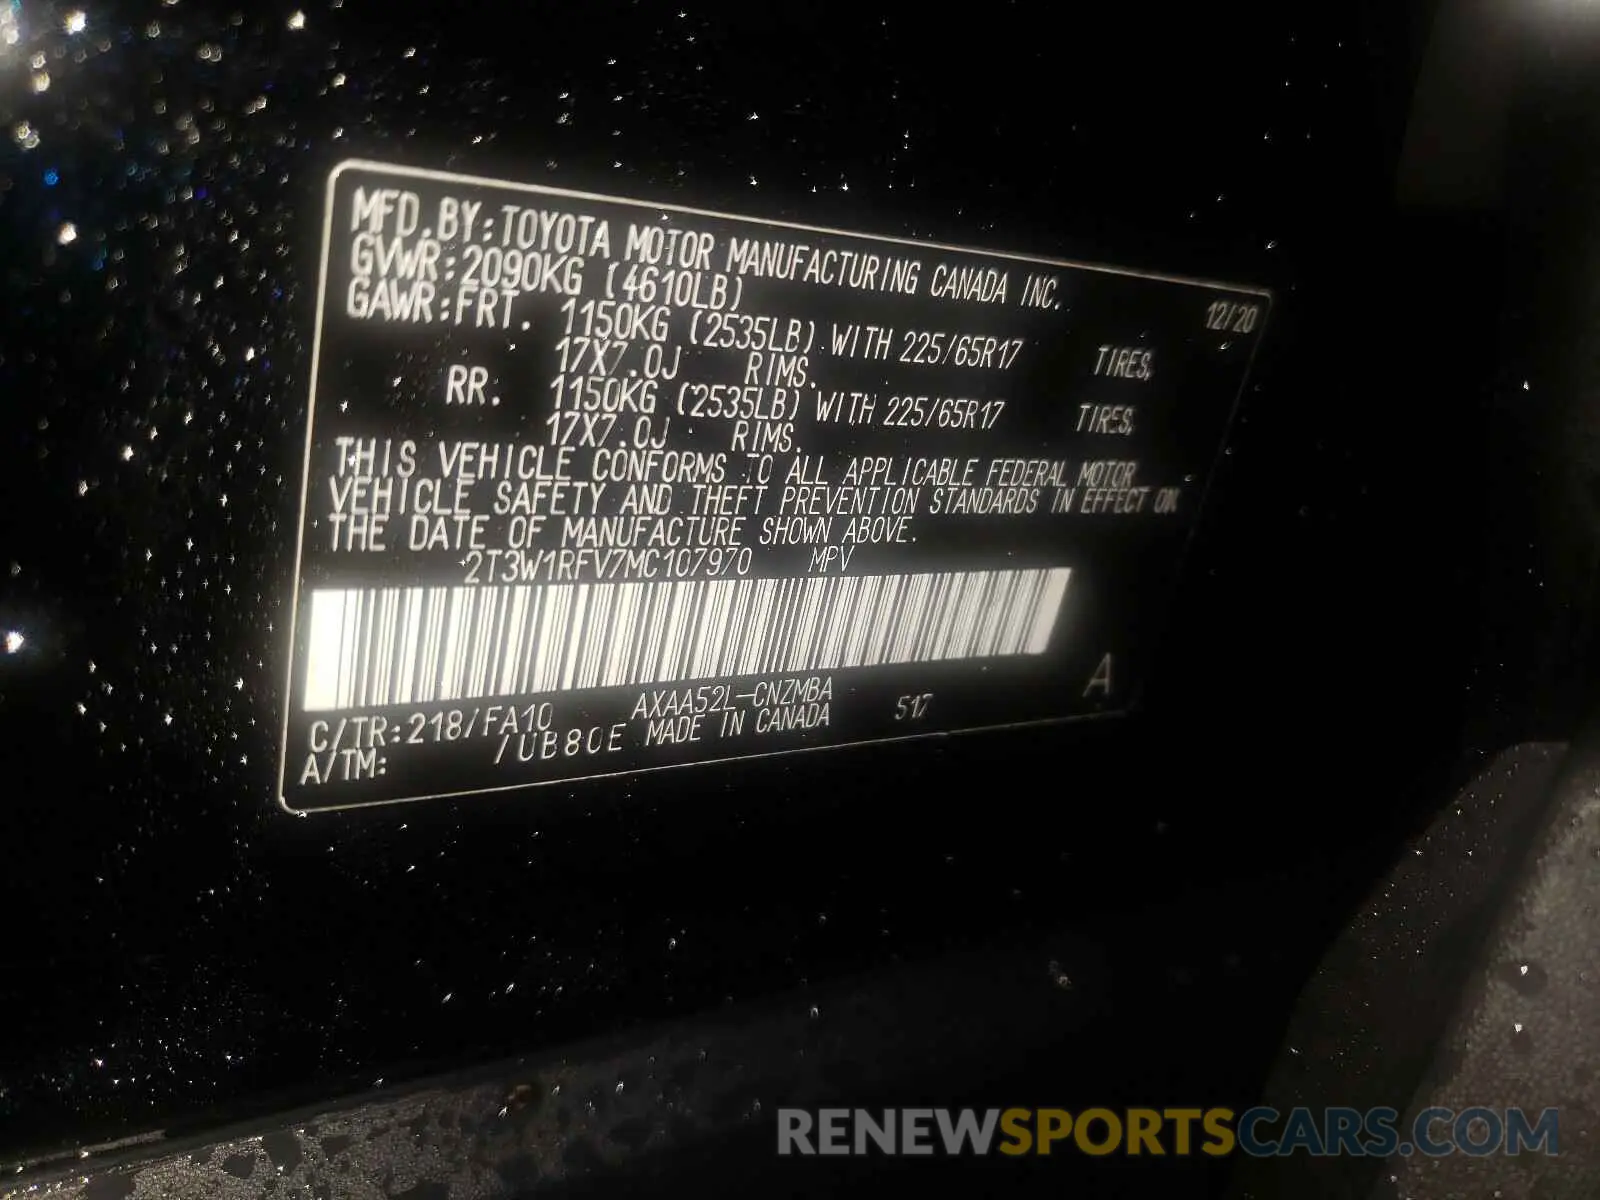 MFD.BY:TOYOTA MOTOR MANUFACTURING CANADA INC. 12/20
GVWR:2090KG (4610LB)
GAWR:FRT. 1150KG (2535LB) WITH 225/65R17 TIRES,
17X7.0J RIMS.
RR. 1150KG (2535LB) WITH 225/65R17 TIRES,
17X7.0J RIMS.
THIS VEHICLE CONFORMS TO ALL APPLICABLE FEDERAL MOTOR
VEHICLE SAFETY AND THEFT PREVENTION STANDARDS IN EFFECT ON
THE DATE OF MANUFACTURE SHOWN ABOVE.
2T3W1RFV7MC107970 MPV
A
C/TR:218/FA10 AXAA52L-CNZMBA 517
A/TM: /UB80E MADE IN CANADA
RENEWSPORTSCARS.COM